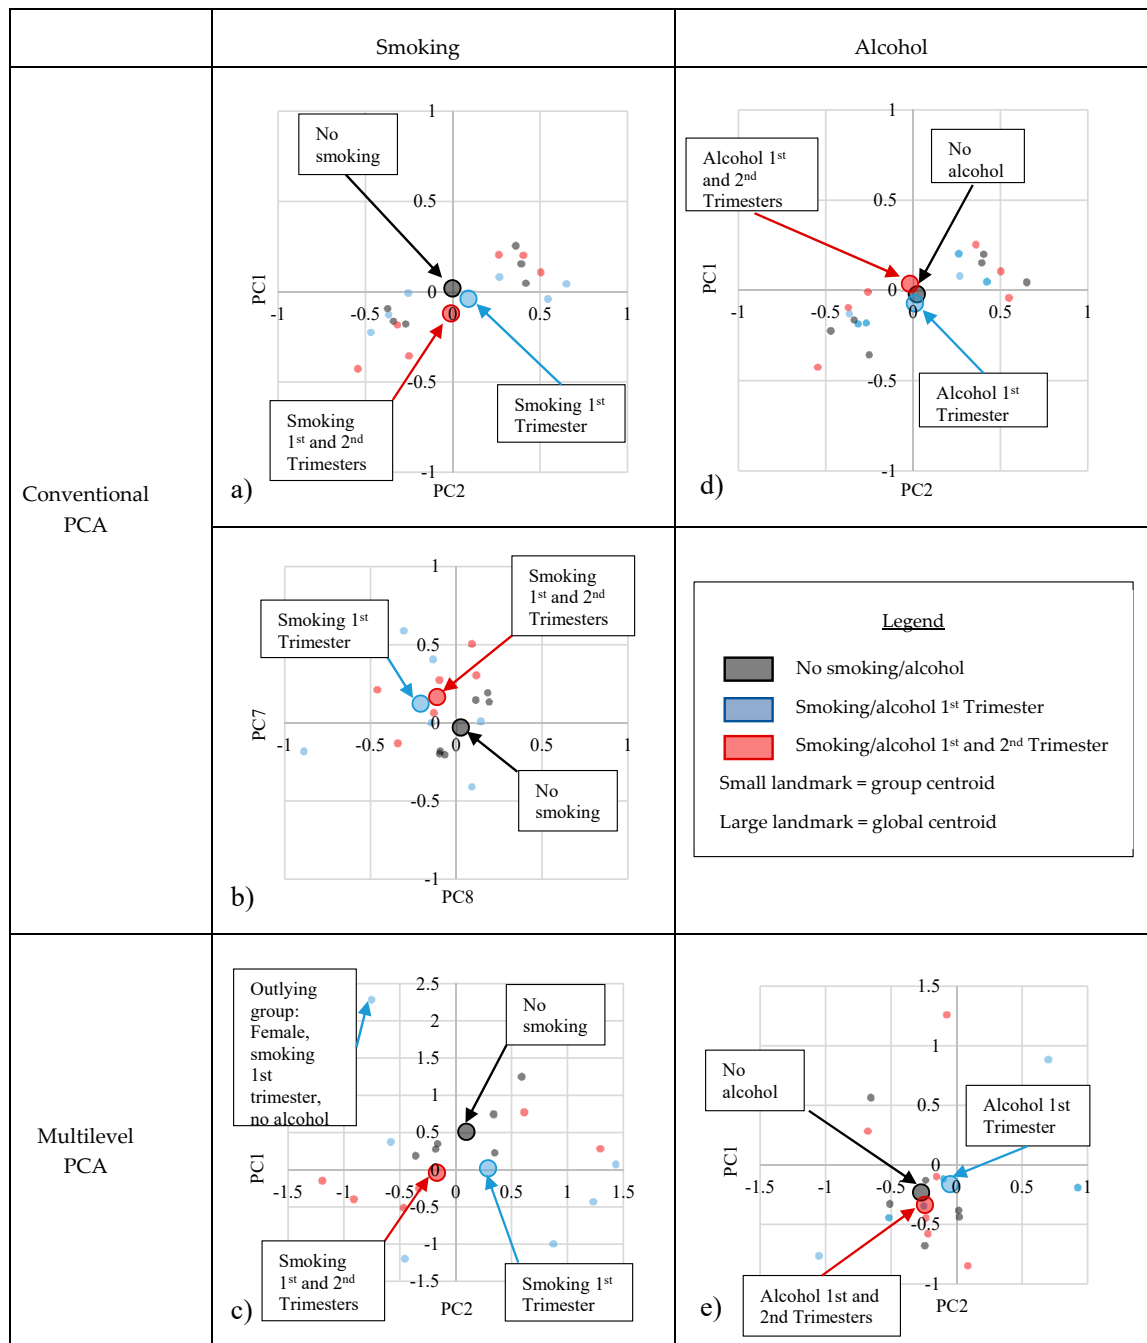 Smoking
Alcohol
Conventional
PCA
1
No
smoking
0.5
PC1
0
-1
-0.5
0
0.5
1
-0.5
Smoking
1st and 2nd
Trimesters
Smoking 1st
Trimester
-1
a)
PC2
1
Alcohol 1st
and 2nd
Trimesters
No
alcohol
0.5
PC1
0
-1
-0.5
0
0.5
1
-0.5
Alcohol 1st
Trimester
-1
d)
PC2
1
Smoking
1st and 2nd
Trimesters
Smoking 1st
Trimester
0.5
PC7
0
-1
-0.5
0
0.5
1
-0.5
No
smoking
-1
b)
PC8
Legend
No smoking/alcohol
Smoking/alcohol 1st Trimester
Smoking/alcohol 1st and 2nd Trimester
Small landmark = group centroid
Large landmark = global centroid
Multilevel
PCA
Outlying
group:
Female,
smoking
1st
trimester,
no alcohol
2.5
No
smoking
2
1.5
1
0.5
PC1
0
-1.5
-1
-0.5
0
0.5
1
1.5
-0.5
-1
-1.5
Smoking
1st and 2nd
Trimesters
Smoking 1st
Trimester
c)
PC2
1.5
1
No
alcohol
Alcohol 1st
Trimester
0.5
PC1
0
-1.5
-1
-0.5
0
0.5
1
-0.5
-1
Alcohol 1st and
2nd Trimesters
PC2
e)